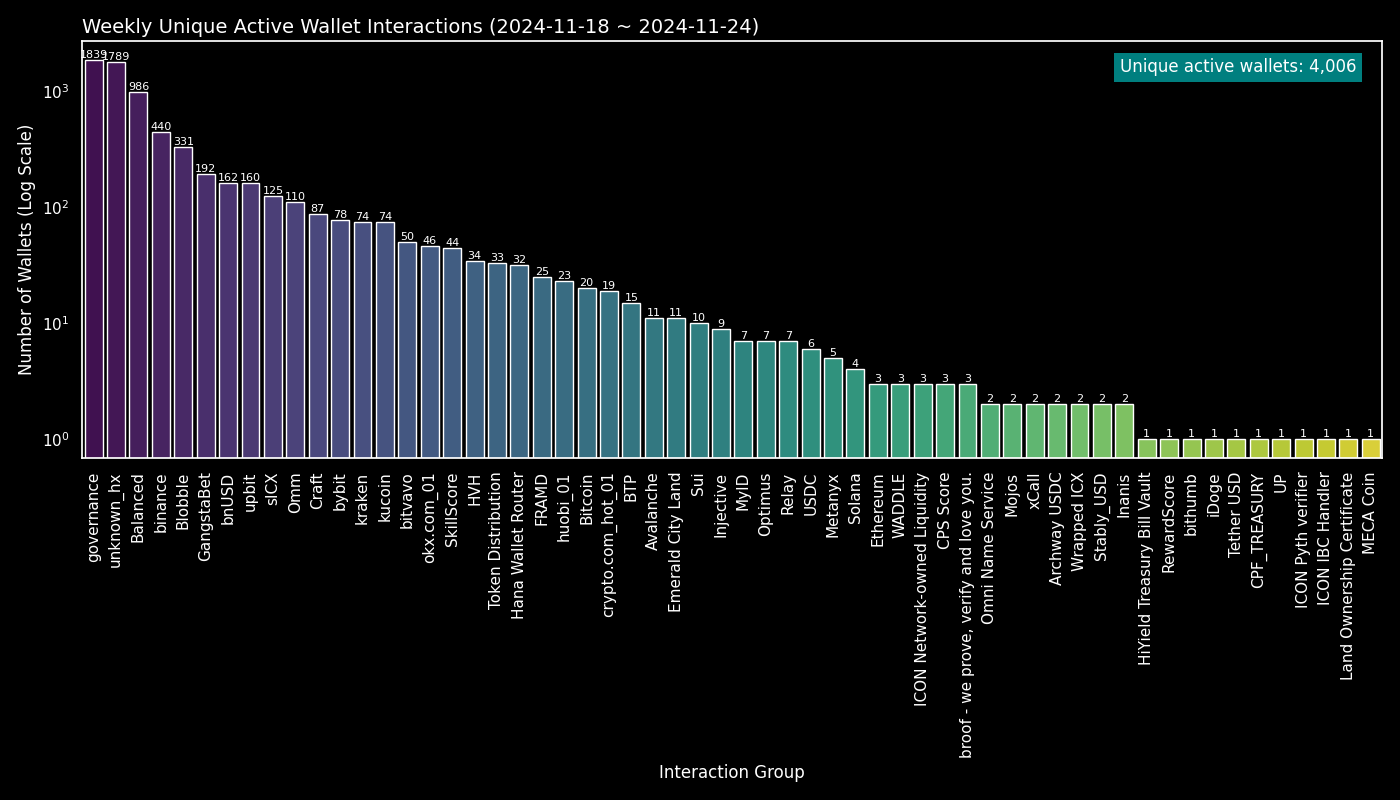 Weekly Unique Active Wallet Interactions (2024-11-18 ~ 2024-11-24)
Unique active wallets: 4,006
Number of Wallets (Log Scale)
10³
10²
10¹
10⁰
1839
1789
986
440
331
192
162
160
125
110
87
78
74
74
50
46
44
34
33
32
25
23
20
19
15
11
11
10
9
7
7
7
6
5
4
3
3
3
3
3
2
2
2
2
2
2
2
1
1
1
1
1
1
1
1
1
1
1
governance
unknown_hx
Balanced
binance
Blobble
GangstaBet
bnUSD
upbit
sICX
Omm
Craft
bybit
kraken
kucoin
bitvavo
okx.com_01
SkillScore
HVH
Token Distribution
Hana Wallet Router
FRAMD
huobi_01
Bitcoin
crypto.com_hot_01
BTP
Avalanche
Emerald City Land
Sui
Injective
MyID
Optimus
Relay
USDC
Metanyx
Solana
Ethereum
WADDLE
ICON Network-owned Liquidity
CPS Score
broof - we prove, verify and love you.
Omni Name Service
Mojos
xCall
Archway USDC
Wrapped ICX
Stably_USD
Inanis
HiYield Treasury Bill Vault
RewardScore
bithumb
iDoge
Tether USD
CPF_TREASURY
UP
ICON Pyth verifier
ICON IBC Handler
Land Ownership Certificate
MECA Coin
Interaction Group